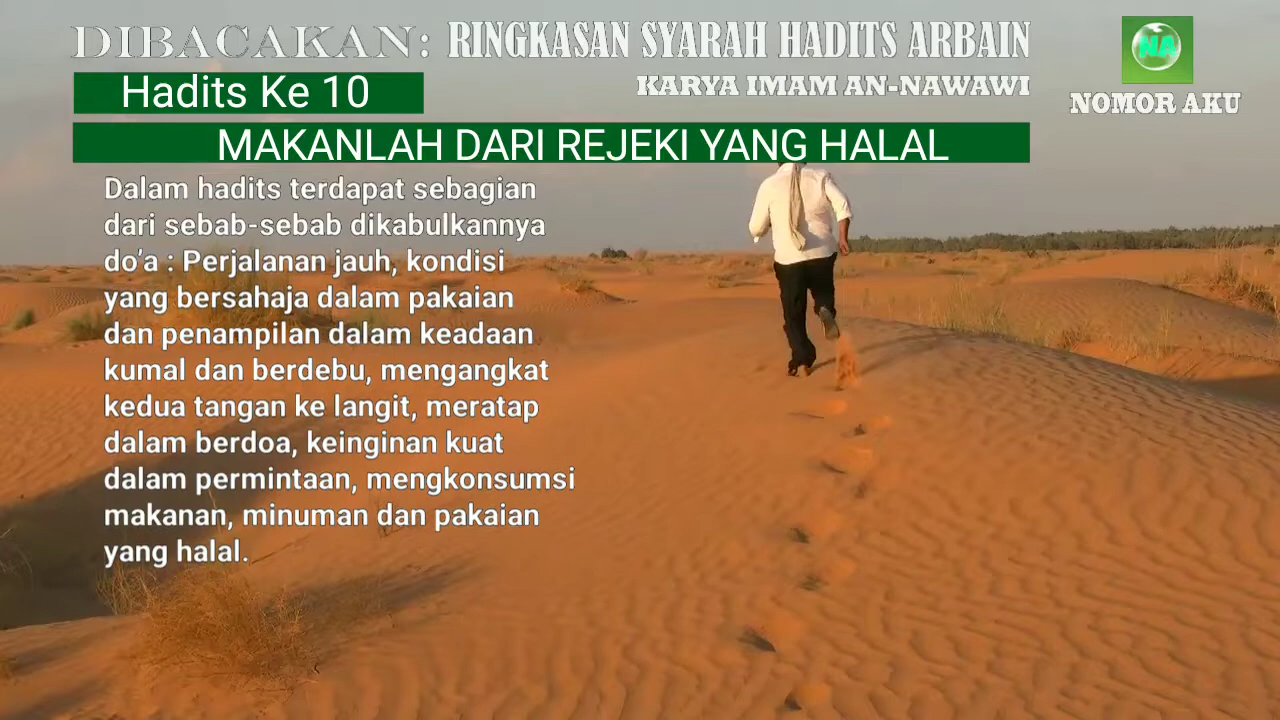 DIBACAKAN: RINGKASAN SYARAH HADITS ARBAIN
KARYA IMAM AN-NAWAWI
NA
NOMOR AKU
Hadits Ke 10
MAKANLAH DARI REJEKI YANG HALAL
Dalam hadits terdapat sebagian
dari sebab-sebab dikabulkannya
do'a : Perjalanan jauh, kondisi
yang bersahaja dalam pakaian
dan penampilan dalam keadaan
kumal dan berdebu, mengangkat
kedua tangan ke langit, meratap
dalam berdoa, keinginan kuat
dalam permintaan, mengkonsumsi
makanan, minuman dan pakaian
yang halal.